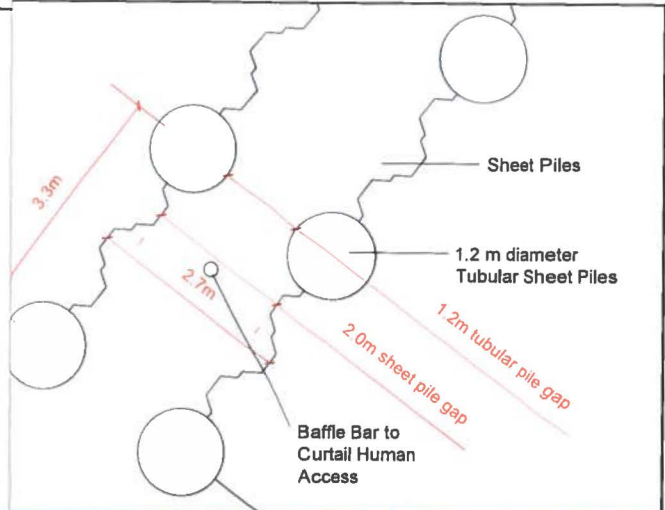 3.3m
Sheet Piles
1.2 m diameter
Tubular Sheet Piles
2.7m
1.2m tubular pile gap
2.0m sheet pile gap
Baffle Bar to
Curtail Human
Access